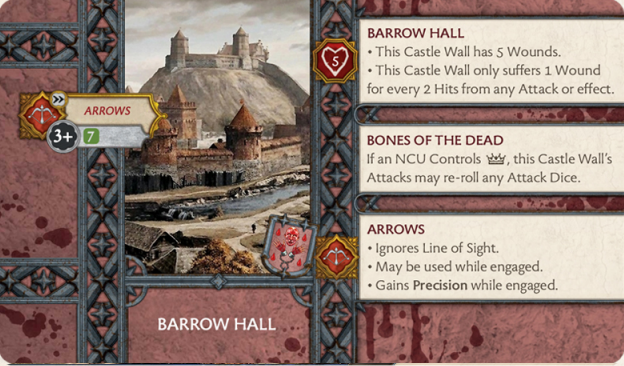 ARROWS
3+
7
BARROW HALL
5
BARROW HALL
• This Castle Wall has 5 Wounds.
• This Castle Wall only suffers 1 Wound
for every 2 Hits from any Attack or effect.
BONES OF THE DEAD
If an NCU Controls , this Castle Wall's
Attacks may re-roll any Attack Dice.
ARROWS
• Ignores Line of Sight.
• May be used while engaged.
• Gains Precision while engaged.